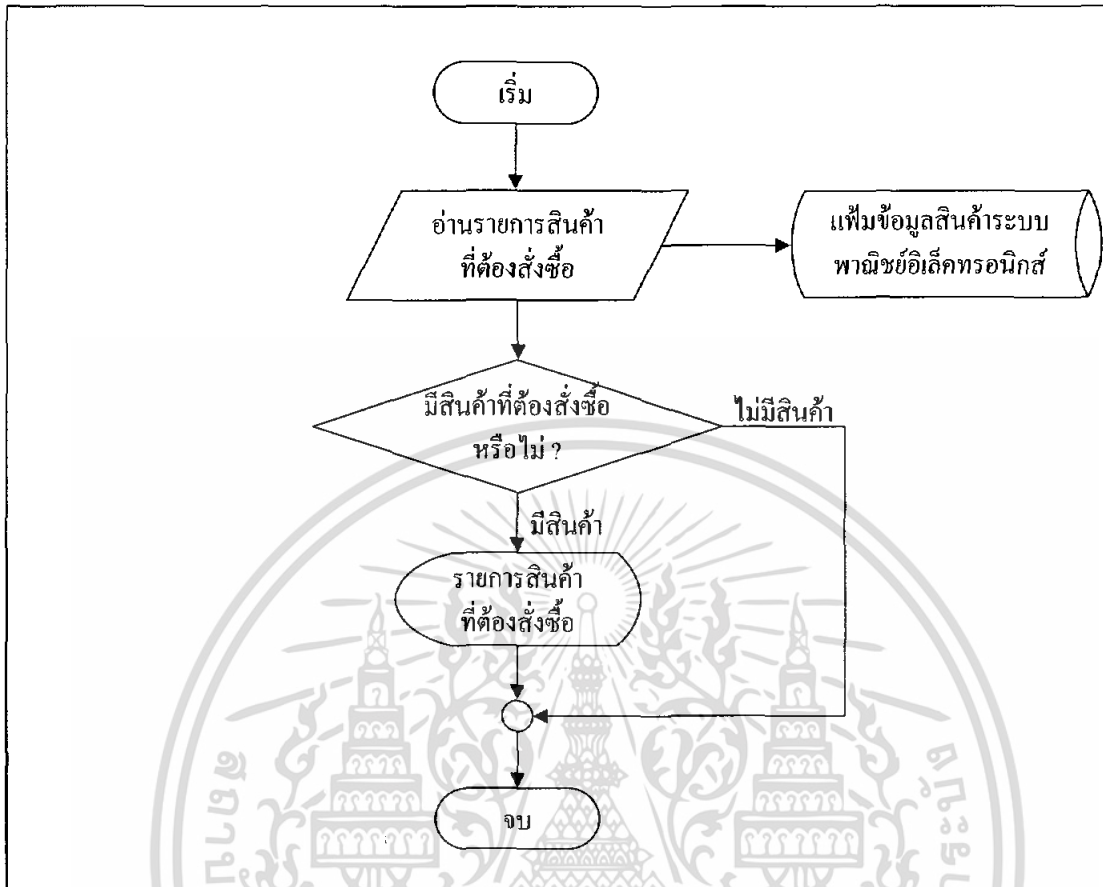 เริ่ม
อ่านรายการสินค้า
ที่ต้องสั่งซื้อ
แฟ้มข้อมูลสินค้าระบบ
พาณิชย์อิเล็คทรอนิกส์
มีสินค้าที่ต้องสั่งซื้อ
หรือไม่ ?
ไม่มีสินค้า
มีสินค้า
รายการสินค้า
ที่ต้องสั่งซื้อ
จบ